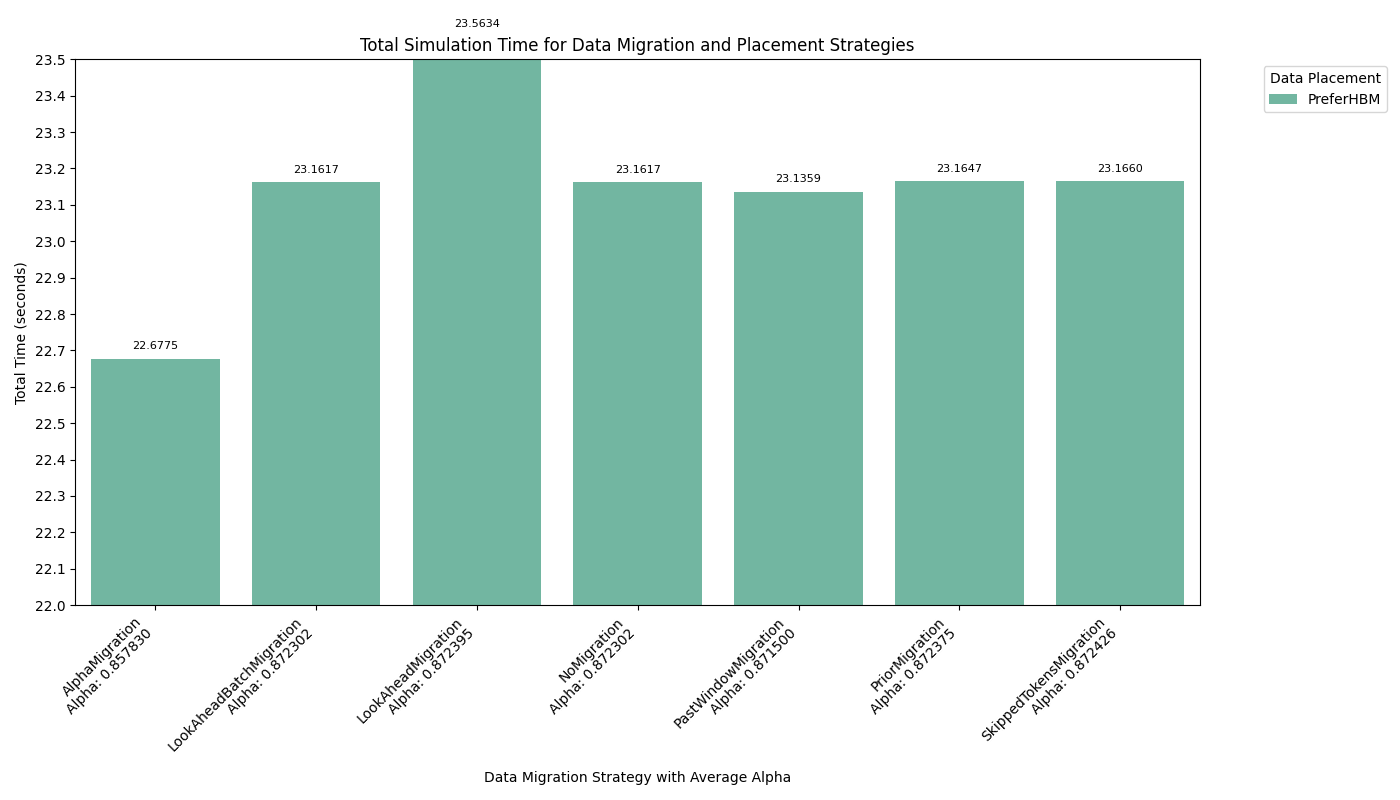 23.5634
Total Simulation Time for Data Migration and Placement Strategies
Data Placement
PreferHBM
Total Time (seconds)
23.5
23.4
23.3
23.2
23.1
23.0
22.9
22.8
22.7
22.6
22.5
22.4
22.3
22.2
22.1
22.0
22.6775
23.1617
23.1617
23.1359
23.1647
23.1660
AlphaMigration
Alpha: 0.857830
LookAheadBatchMigration
Alpha: 0.872302
LookAheadMigration
Alpha: 0.872395
NoMigration
Alpha: 0.872302
PastWindowMigration
Alpha: 0.871500
PriorMigration
Alpha: 0.872375
SkippedTokensMigration
Alpha: 0.872426
Data Migration Strategy with Average Alpha